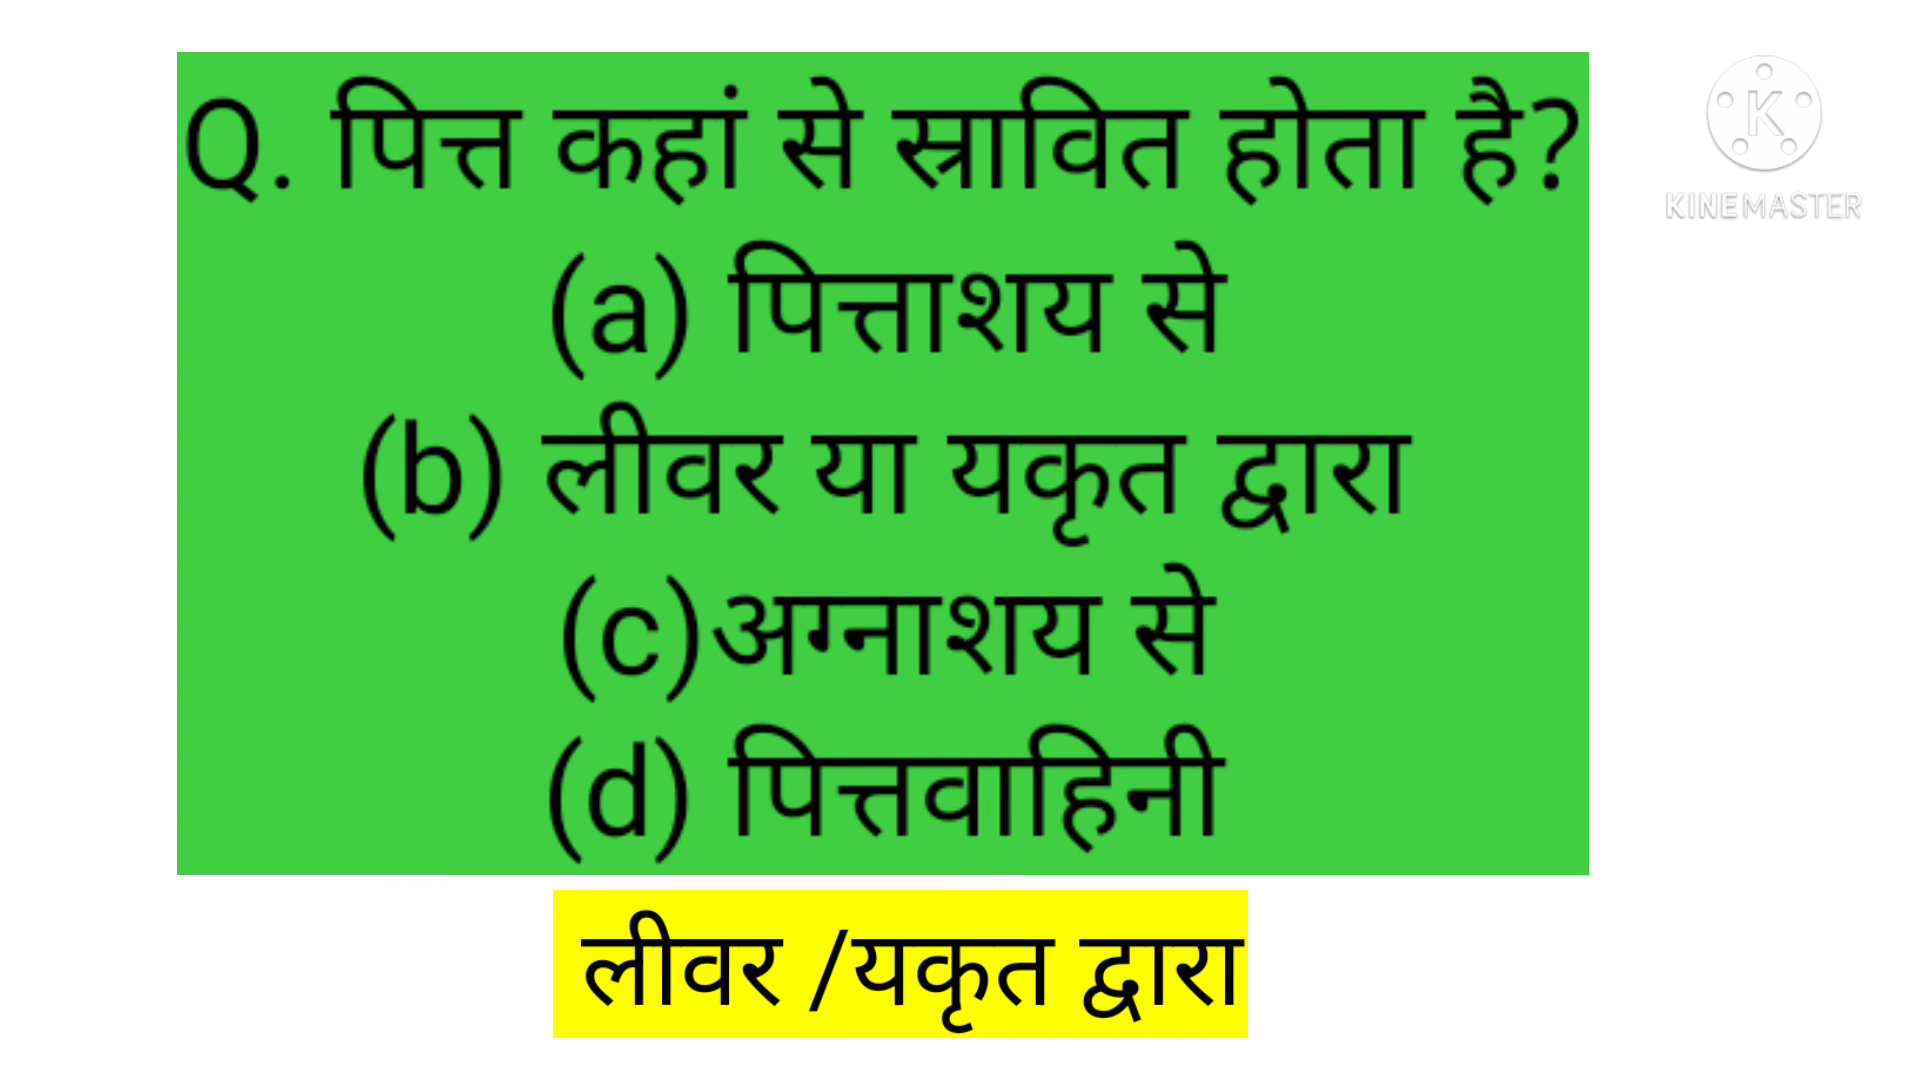 Q. पित्त कहां से स्रावित होता है?
(a) पित्ताशय से
(b) लीवर या यकृत द्वारा
(c)अग्नाशय से
(d) पित्तवाहिनी
लीवर /यकृत द्वारा
K
KINEMASTER